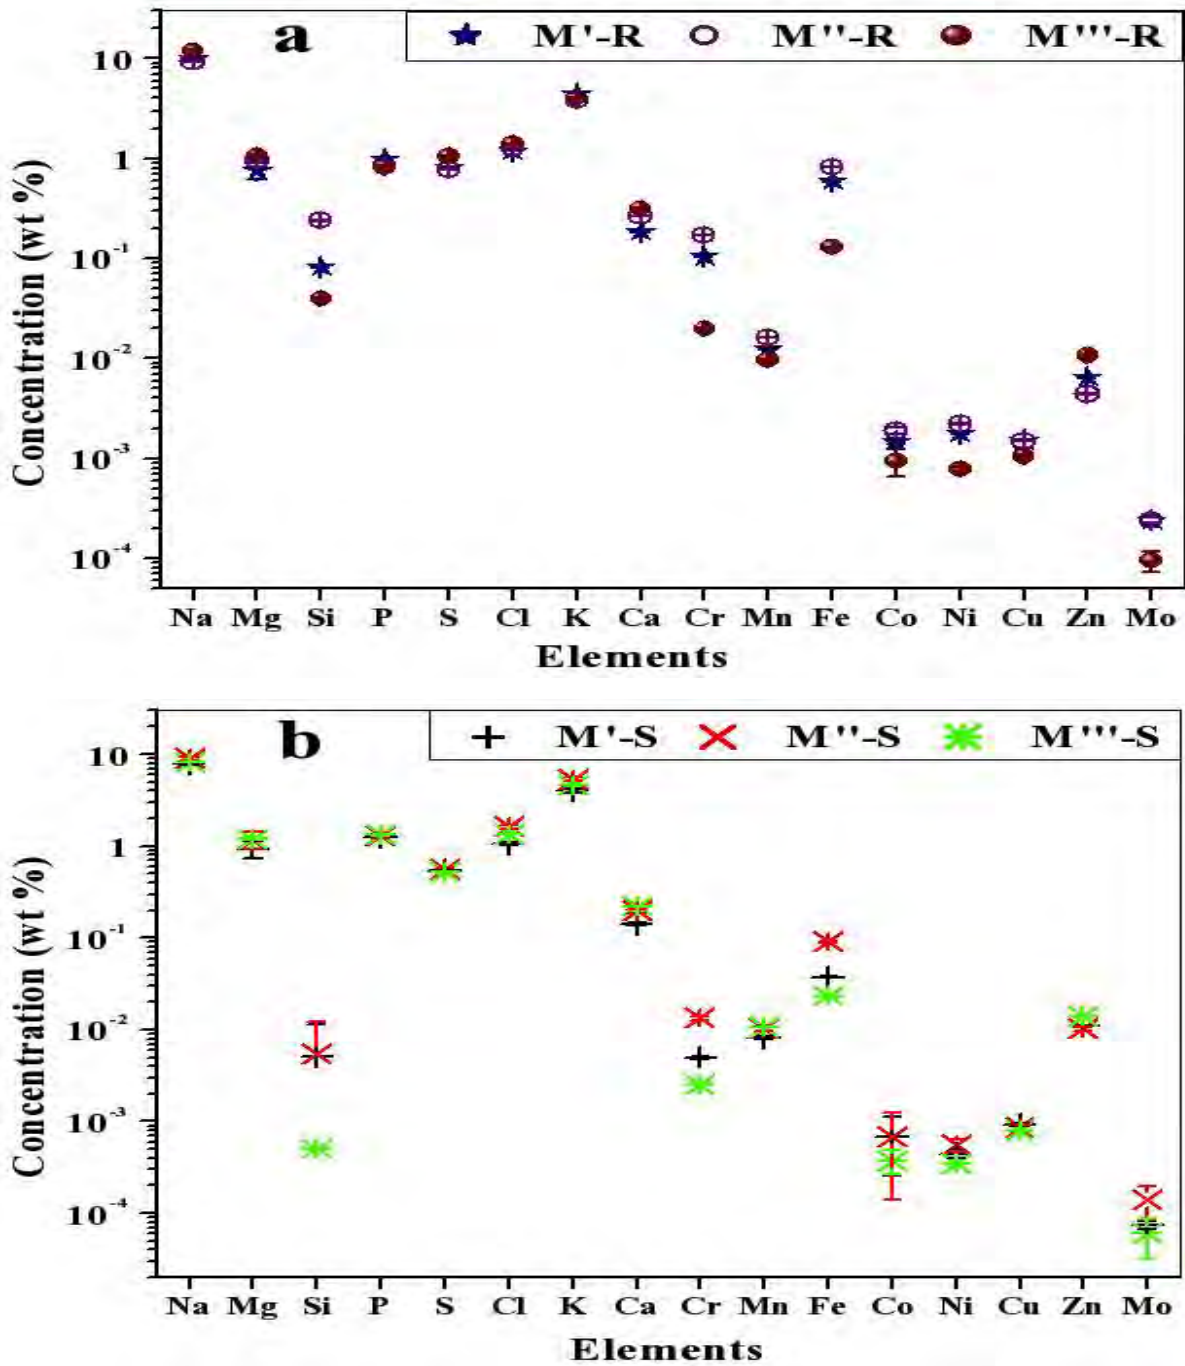 a M'-R M''-R M'''-R
Concentration (wt %)
10
1
10⁻¹
10⁻²
10⁻³
10⁻⁴
Na Mg Si P S Cl K Ca Cr Mn Fe Co Ni Cu Zn Mo
Elements
b M'-S M''-S M'''-S
Concentration (wt %)
10
1
10⁻¹
10⁻²
10⁻³
10⁻⁴
Na Mg Si P S Cl K Ca Cr Mn Fe Co Ni Cu Zn Mo
Elements